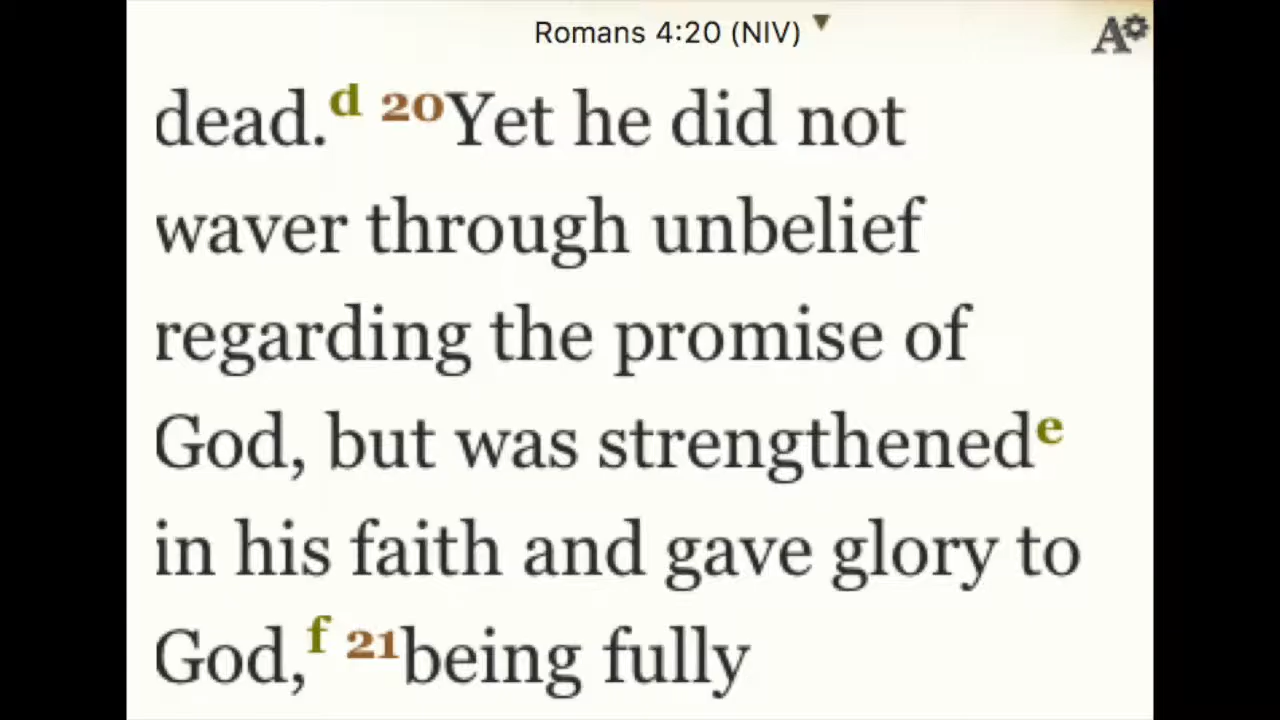 Romans 4:20 (NIV) ▼
A
dead.d 20Yet he did not
waver through unbelief
regarding the promise of
God, but was strengthenede
in his faith and gave glory to
God,f 21being fully